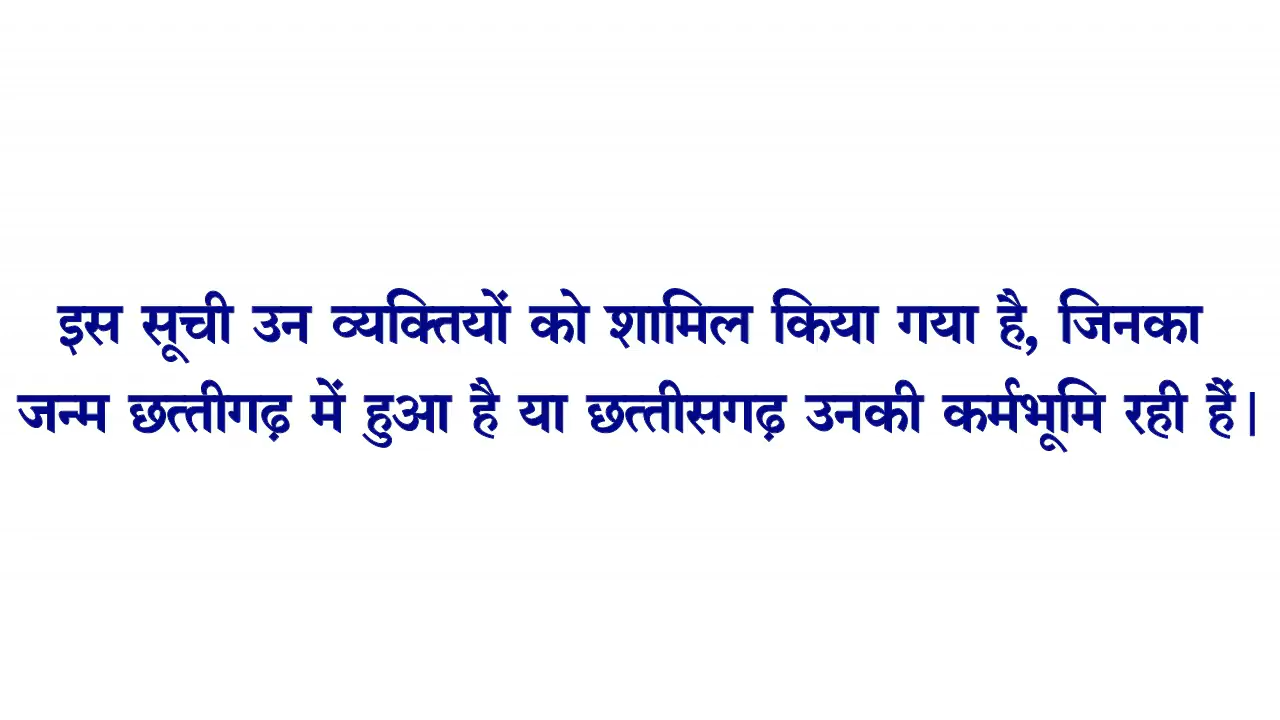 इस सूची उन व्यक्तियों को शामिल किया गया है, जिनका
जन्म छत्तीगढ़ में हुआ है या छत्तीसगढ़ उनकी कर्मभूमि रही हैं।